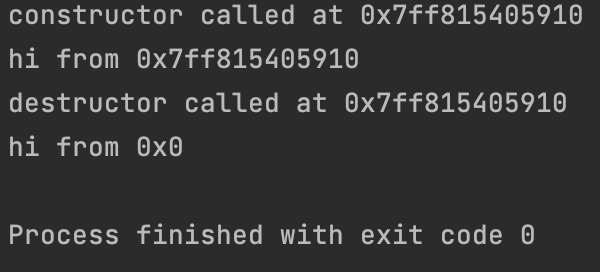 constructor called at 0x7ff815405910
hi from 0x7ff815405910
destructor called at 0x7ff815405910
hi from 0x0
Process finished with exit code 0